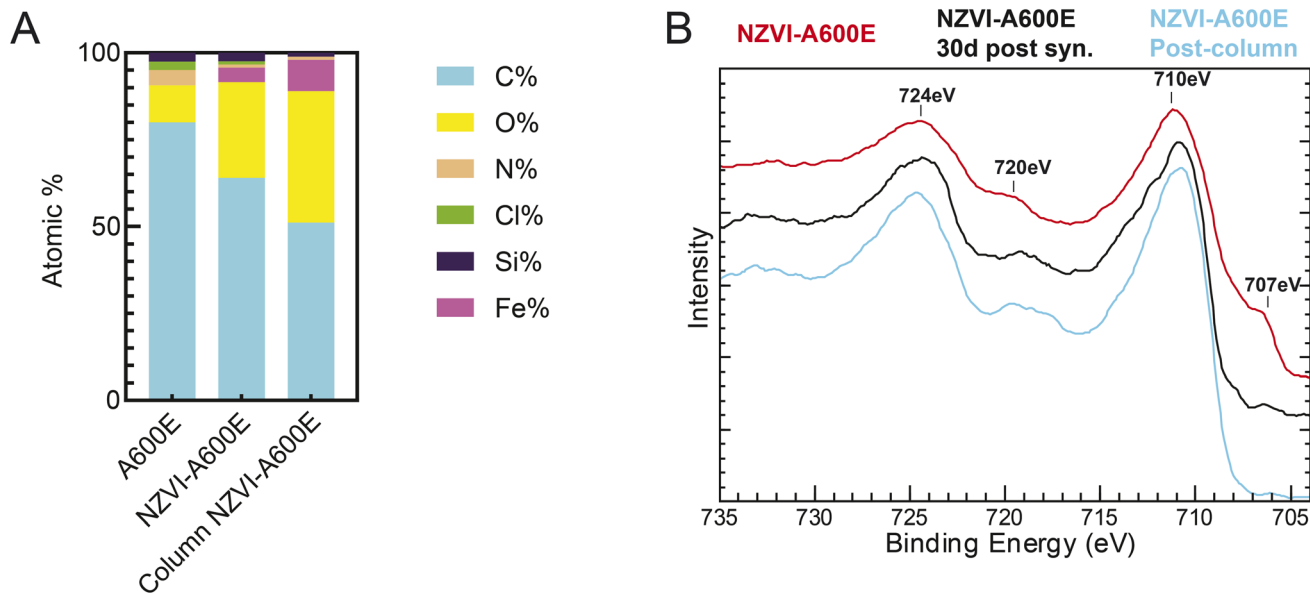 A
100
50
0
Atomic %
A600E
NZVI-A600E
Column NZVI-A600E
C%
O%
N%
Cl%
Si%
Fe%
B
NZVI-A600E
NZVI-A600E
30d post syn.
NZVI-A600E
Post-column
724eV
720eV
710eV
707eV
Intensity
735
730
725
720
715
710
705
Binding Energy (eV)